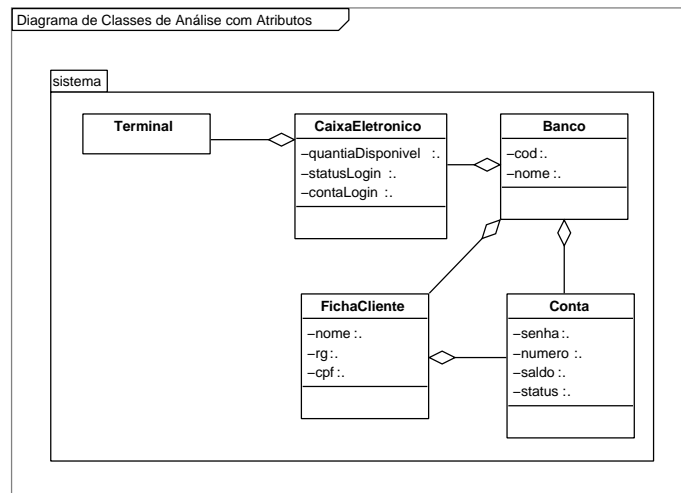 Diagrama de Classes de Análise com Atributos
sistema
Terminal
CaixaEletronico
–quantiaDisponivel :.
–statusLogin :.
–contaLogin :.
Banco
–cod :.
–nome :.
FichaCliente
–nome :.
–rg :.
–cpf :.
Conta
–senha :.
–numero :.
–saldo :.
–status :.